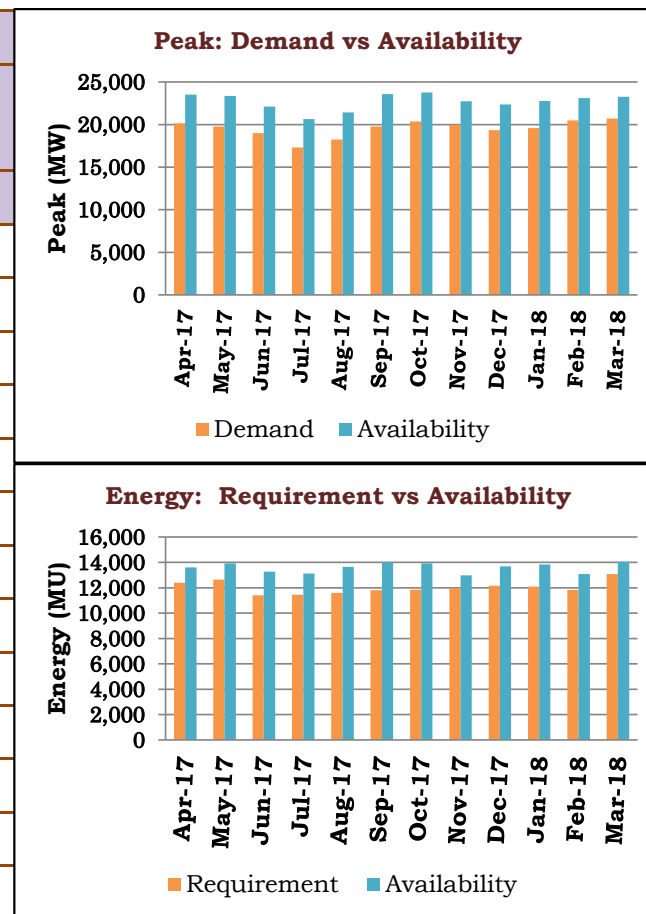 Peak: Demand vs Availability
25,000
20,000
15,000
10,000
5,000
0
Peak (MW)
Apr-17
May-17
Jun-17
Jul-17
Aug-17
Sep-17
Oct-17
Nov-17
Dec-17
Jan-18
Feb-18
Mar-18
Demand Availability
Energy: Requirement vs Availability
16,000
14,000
12,000
10,000
8,000
6,000
4,000
2,000
0
Energy (MU)
Apr-17
May-17
Jun-17
Jul-17
Aug-17
Sep-17
Oct-17
Nov-17
Dec-17
Jan-18
Feb-18
Mar-18
Requirement Availability